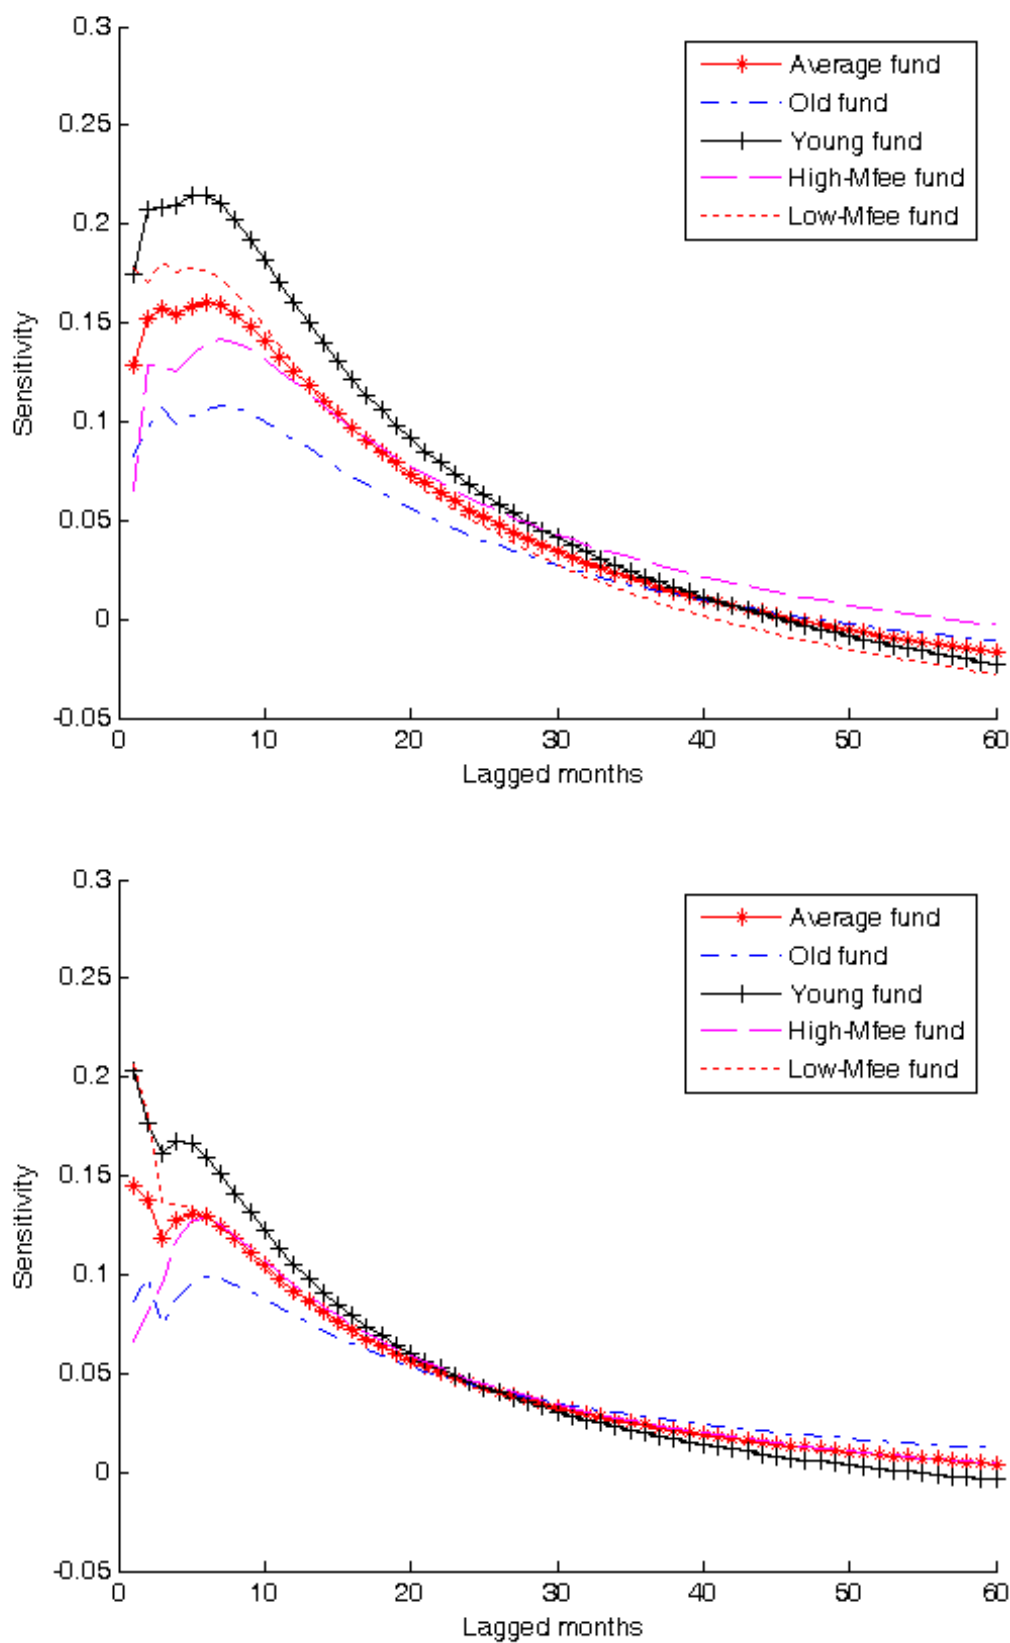 0.3
0.25
0.2
0.15
0.1
0.05
0
-0.05
Sensitivity
0 10 20 30 40 50 60
Lagged months
Average fund
Old fund
Young fund
High-Mfee fund
Low-Mfee fund
0.3
0.25
0.2
0.15
0.1
0.05
0
-0.05
Sensitivity
0 10 20 30 40 50 60
Lagged months
Average fund
Old fund
Young fund
High-Mfee fund
Low-Mfee fund